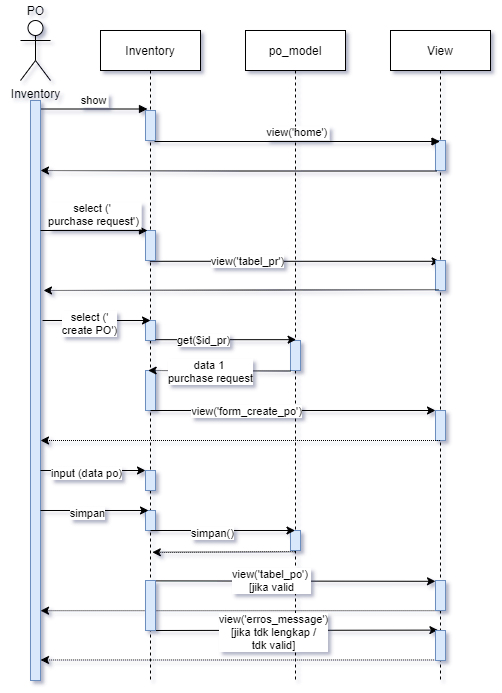 PO
Inventory
Inventory
po_model
View
show
view('home')
select ('
purchase request')
view('tabel_pr')
select ('
create PO')
get($id_pr)
data 1
purchase request
view('form_create_po')
input (data po)
simpan
simpan()
view('tabel_po')
[jika valid
view('erros_message')
[jika tdk lengkap /
tdk valid]